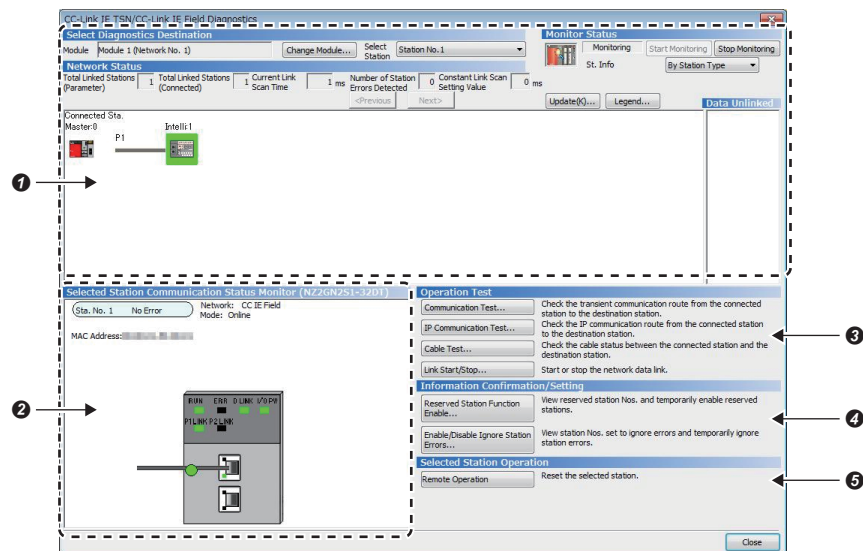 CC-Link IE TSN/CC-Link IE Field Diagnostics
Select Diagnostics Destination
Module Module 1 (Network No. 1) Change Module... Select Station Station No.1
Monitor Status
Monitoring Start Monitoring Stop Monitoring
St. Info By Station Type
Network Status
Total Linked Stations (Parameter) 1 Total Linked Stations (Connected) 1 Current Link Scan Time 1 ms Number of Station Errors Detected 0 Constant Link Scan Setting Value 0 ms
<Previous Next> Update(K)... Legend... Data Unlinked
Connected Sta.
Master:0 Intelli:1
P1
1
Selected Station Communication Status Monitor (NZ2GN2S1-32DT)
Sta. No. 1 No Error
Network: CC IE Field
Mode: Online
MAC Address:
RUN ERR D LINK I/O PW
P1 LINK P2 LINK
2
Operation Test
Communication Test... Check the transient communication route from the connected station to the destination station.
IP Communication Test... Check the IP communication route from the connected station to the destination station.
Cable Test... Check the cable status between the connected station and the destination station.
Link Start/Stop... Start or stop the network data link.
3
Information Confirmation/Setting
Reserved Station Function Enable... View reserved station Nos. and temporarily enable reserved stations.
Enable/Disable Ignore Station Errors... View station Nos. set to ignore errors and temporarily ignore station errors.
4
Selected Station Operation
Remote Operation Reset the selected station.
5
Close